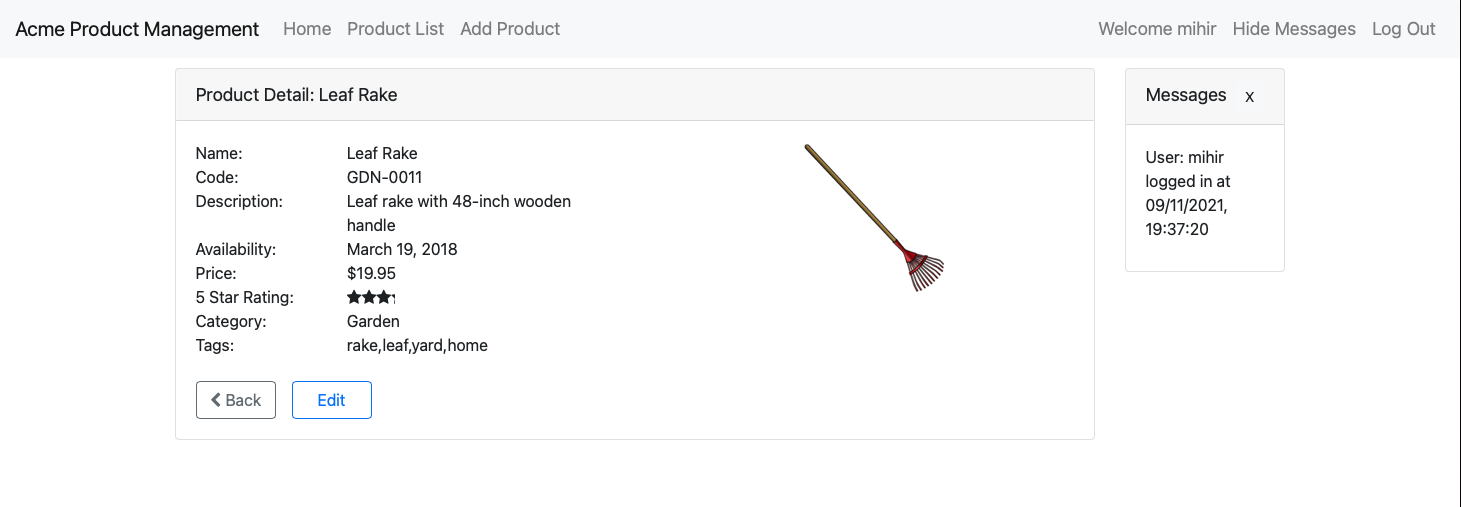 Acme Product Management Home Product List Add Product Welcome mihir Hide Messages Log Out
Product Detail: Leaf Rake
Name: Leaf Rake
Code: GDN-0011
Description: Leaf rake with 48-inch wooden
handle
Availability: March 19, 2018
Price: $19.95
5 Star Rating:
Category: Garden
Tags: rake,leaf,yard,home
Back Edit
Messages X
User: mihir
logged in at
09/11/2021,
19:37:20